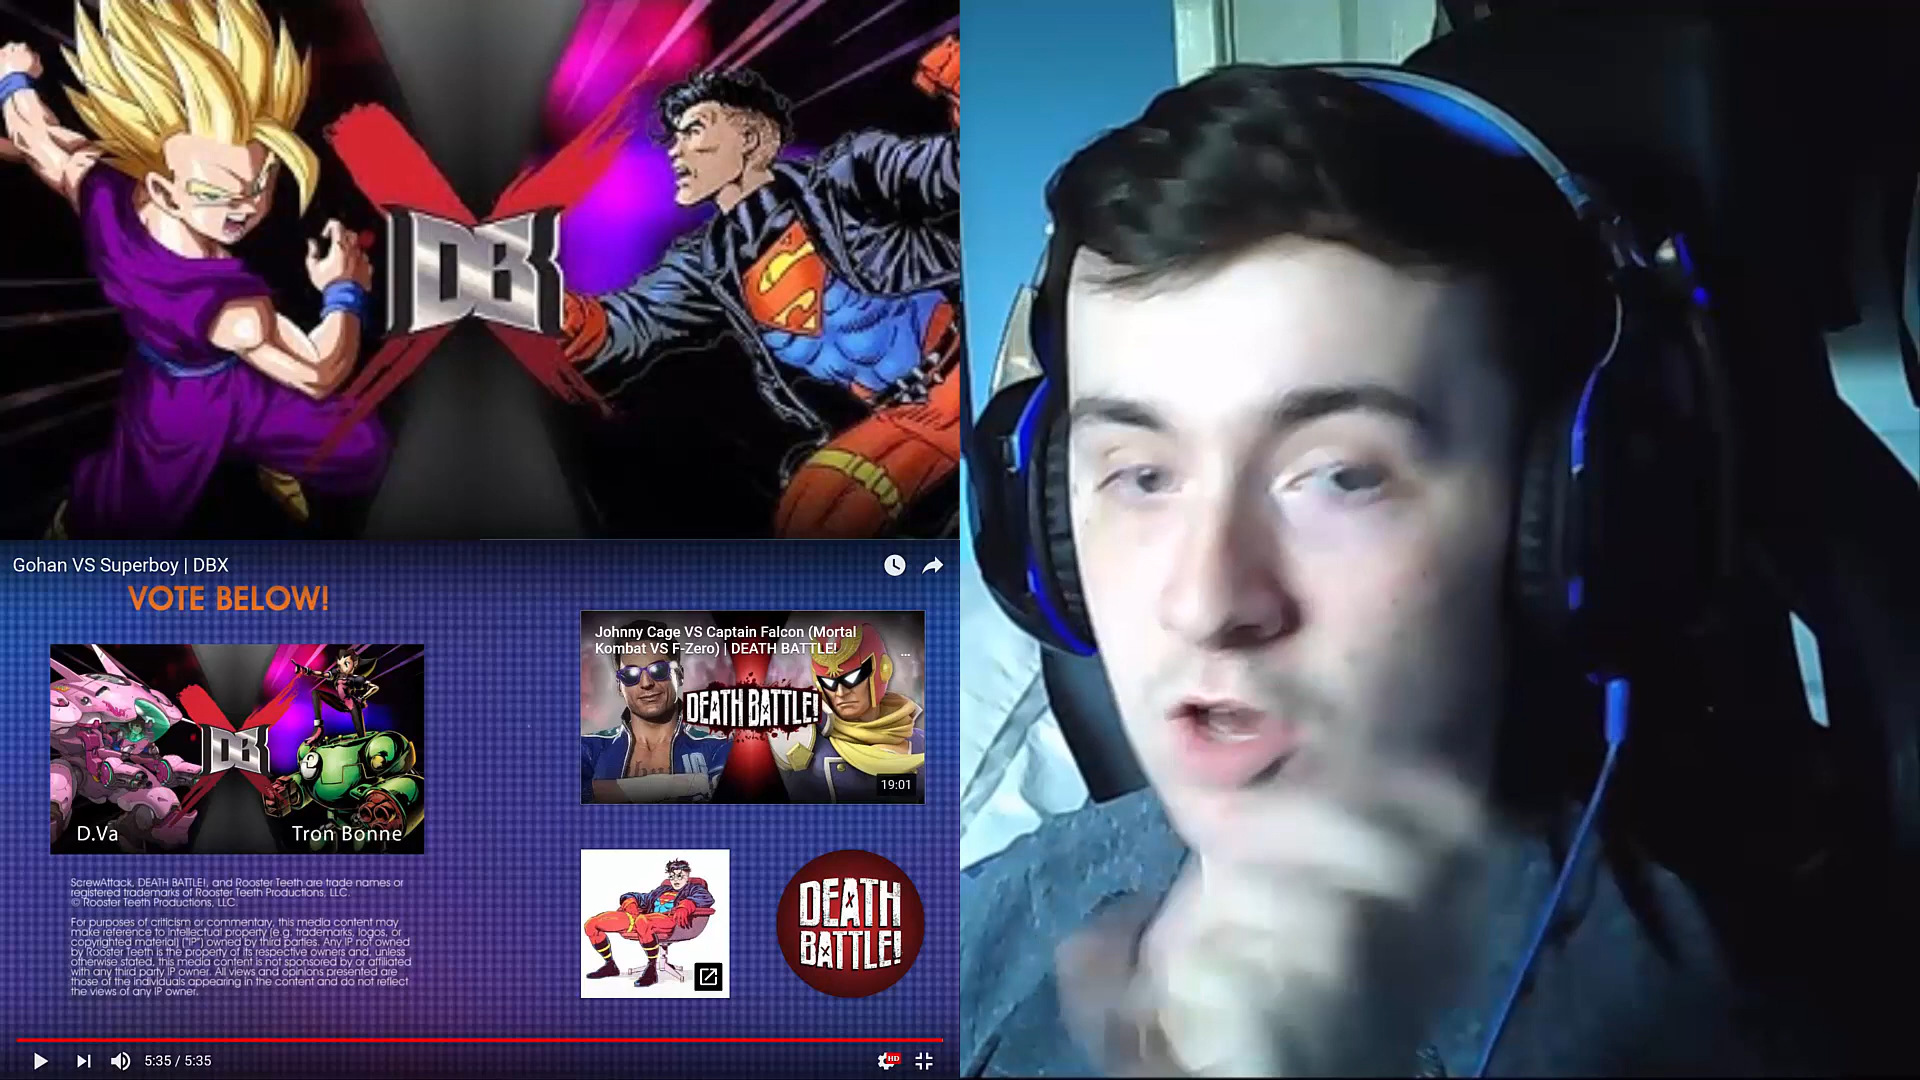 DBX
Gohan VS Superboy | DBX
VOTE BELOW!
Johnny Cage VS Captain Falcon (Mortal
Kombat VS F-Zero) | DEATH BATTLE!
...
DEATH BATTLE!
19:01
DBX
D.Va
Tron Bonne
ScrewAttack, DEATH BATTLE!, and Rooster Teeth are trade names or
registered trademarks of Rooster Teeth Productions, LLC.
© Rooster Teeth Productions, LLC.
For purposes of criticism or commentary, this media content may
make reference to intellectual property (e.g. trademarks, logos, or
copyrighted material) ("IP") owned by third parties. Any IP not owned
by Rooster Teeth is the property of its respective owners and, unless
otherwise stated, this media content is not sponsored by or affiliated
with any third party IP owner. All views and opinions presented are
those of the individuals appearing in the content and do not reflect
the views of any IP owner.
DEATH
BATTLE!
5:35 / 5:35
HD